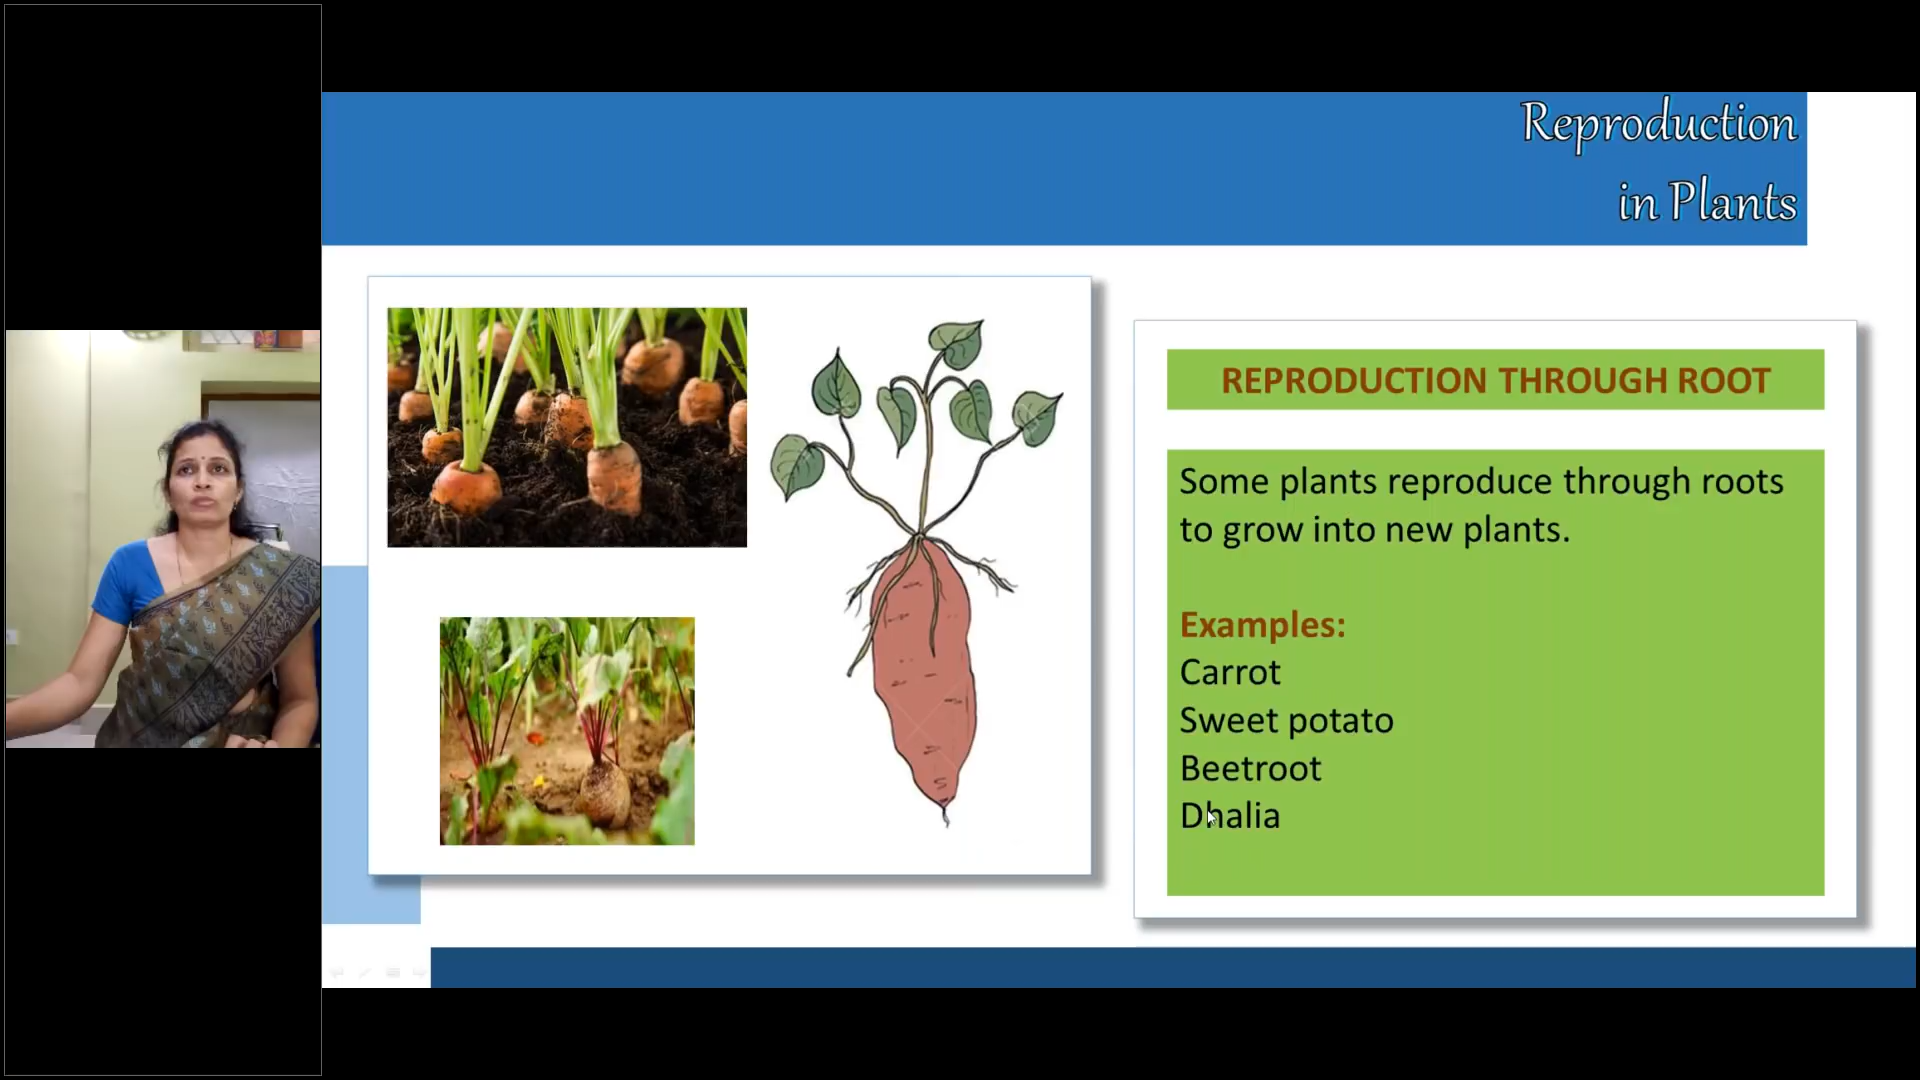 Reproduction
in Plants
REPRODUCTION THROUGH ROOT
Some plants reproduce through roots
to grow into new plants.
Examples:
Carrot
Sweet potato
Beetroot
Dhalia